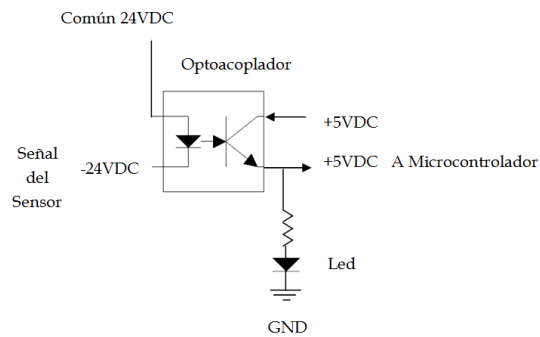 Común 24VDC
Optoacoplador
+5VDC
Señal
del
Sensor
-24VDC
+5VDC A Microcontrolador
Led
GND